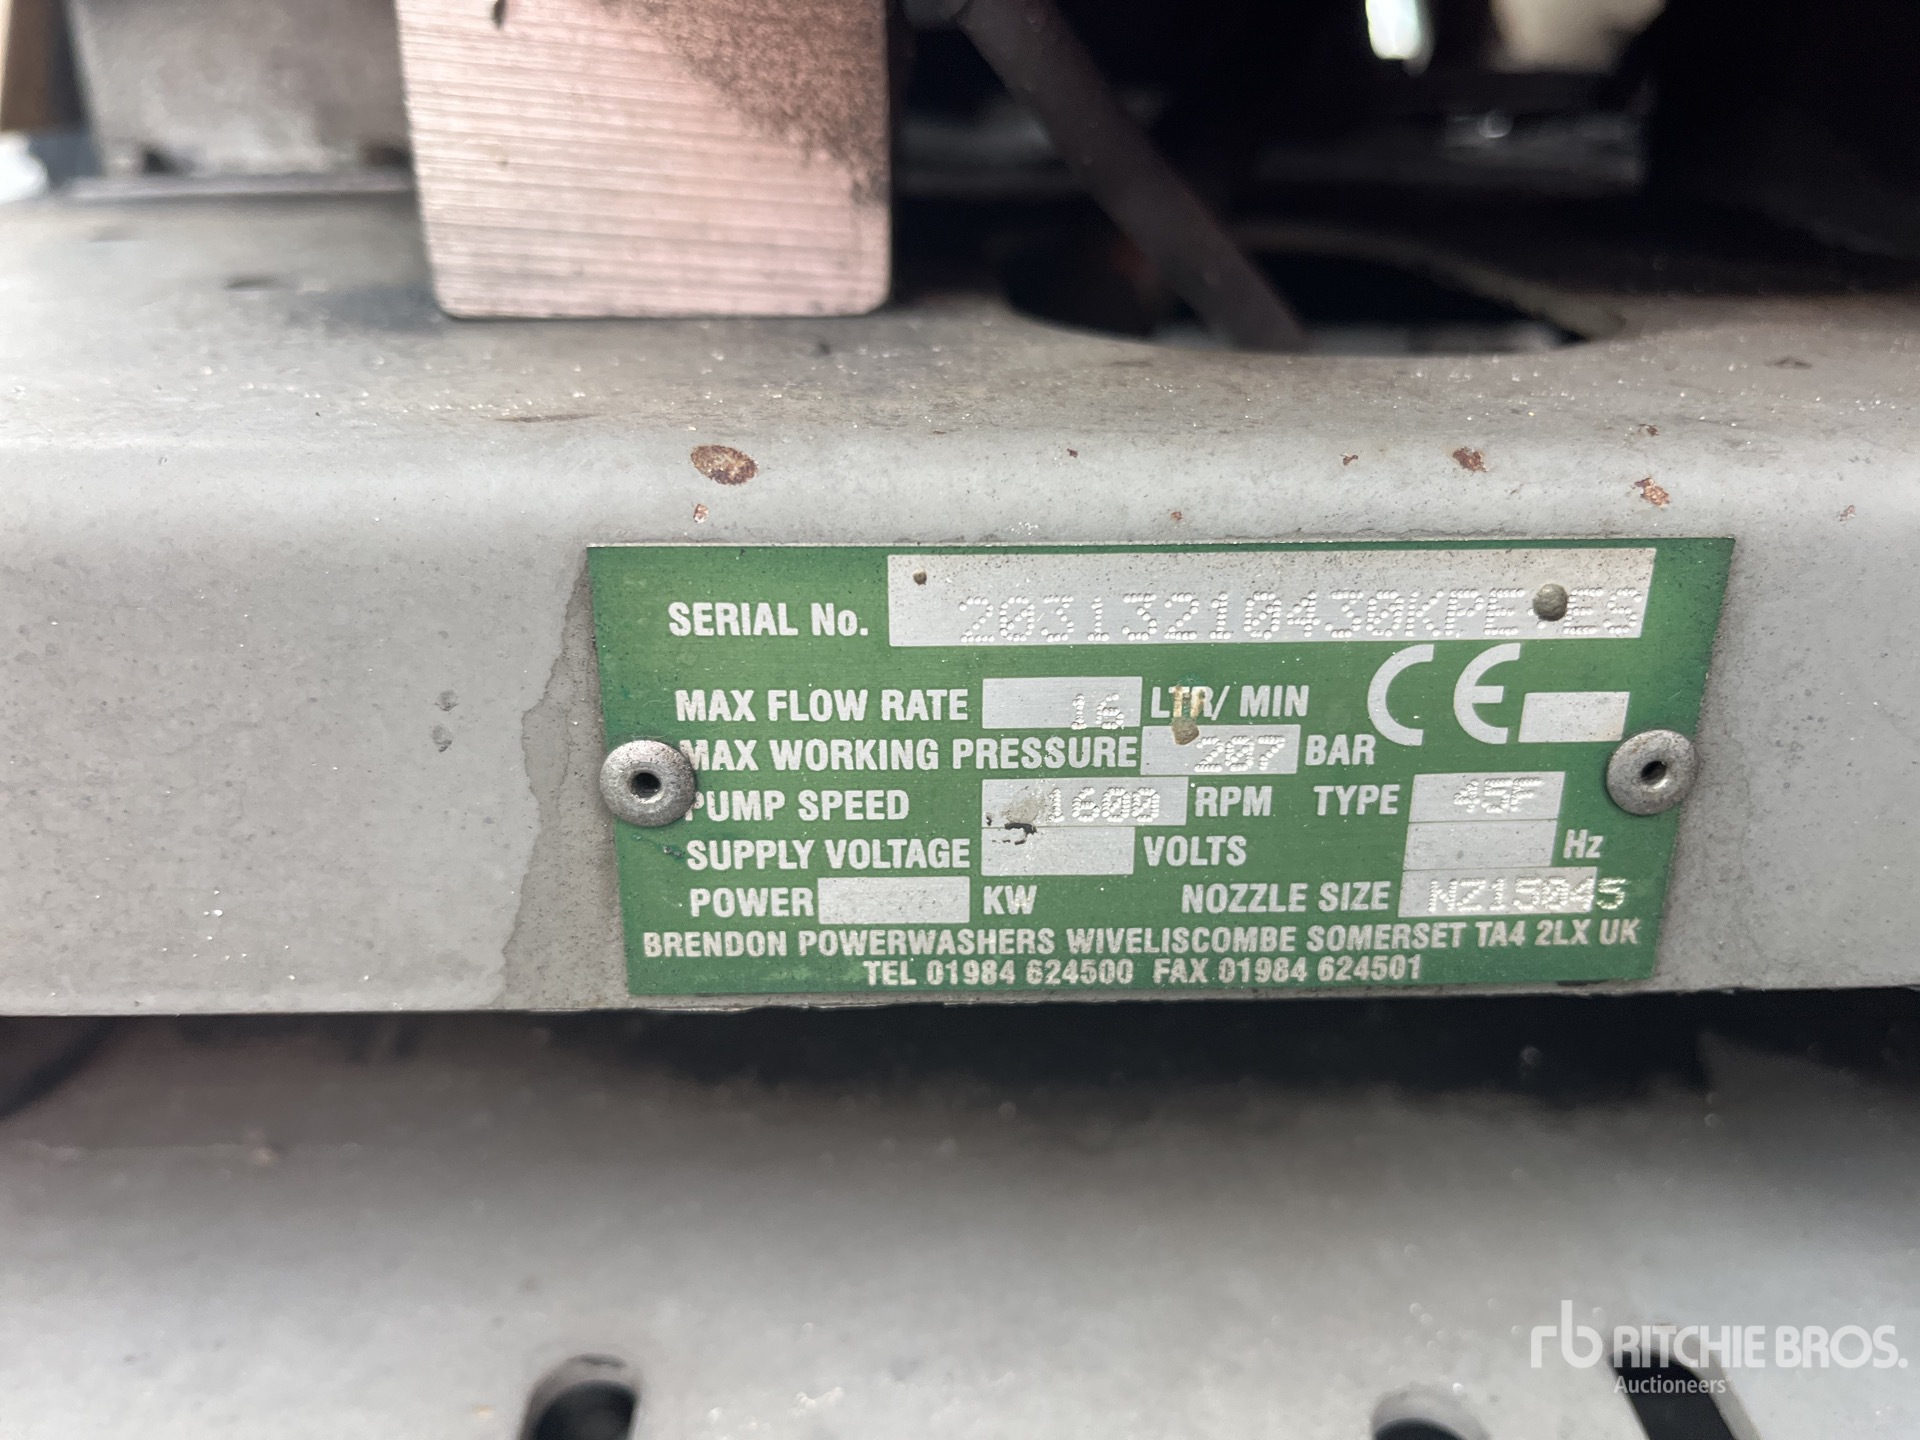 SERIAL No. 20313210430KPE.ES
MAX FLOW RATE 16 LTR/ MIN CE
MAX WORKING PRESSURE 207 BAR
PUMP SPEED 1600 RPM TYPE 45F
SUPPLY VOLTAGE VOLTS Hz
POWER KW NOZZLE SIZE NZ15045
BRENDON POWERWASHERS WIVELISCOMBE SOMERSET TA4 2LX UK
TEL 01984 624500 FAX 01984 624501
rb RITCHIE BROS.
Auctioneers